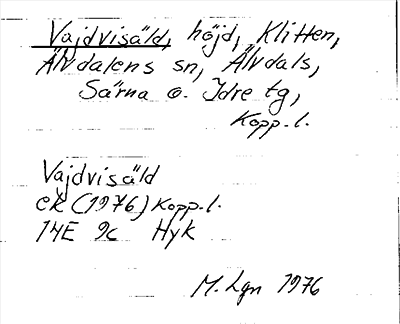 Vajdvisäld, höjd, Klitten,
Älvdalens sn, Älvdals,
Särna o. Idre tg,
Kopp.l.
Vajdvisäld
ek (1976) Kopp.l.
14E 9c Hyk
M. Lgn 1976